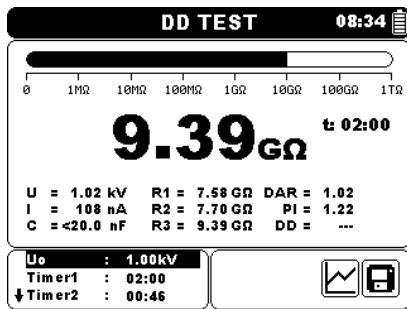 DD TEST 08:34
0 1MΩ 10MΩ 100MΩ 1GΩ 10GΩ 100GΩ 1TΩ
9.39GΩ t: 02:00
U = 1.02 kV R1 = 7.58 GΩ DAR = 1.02
I = 108 nA R2 = 7.70 GΩ PI = 1.22
C = <20.0 nF R3 = 9.39 GΩ DD = ---
Uo : 1.00kV
Timer1 : 02:00
Timer2 : 00:46